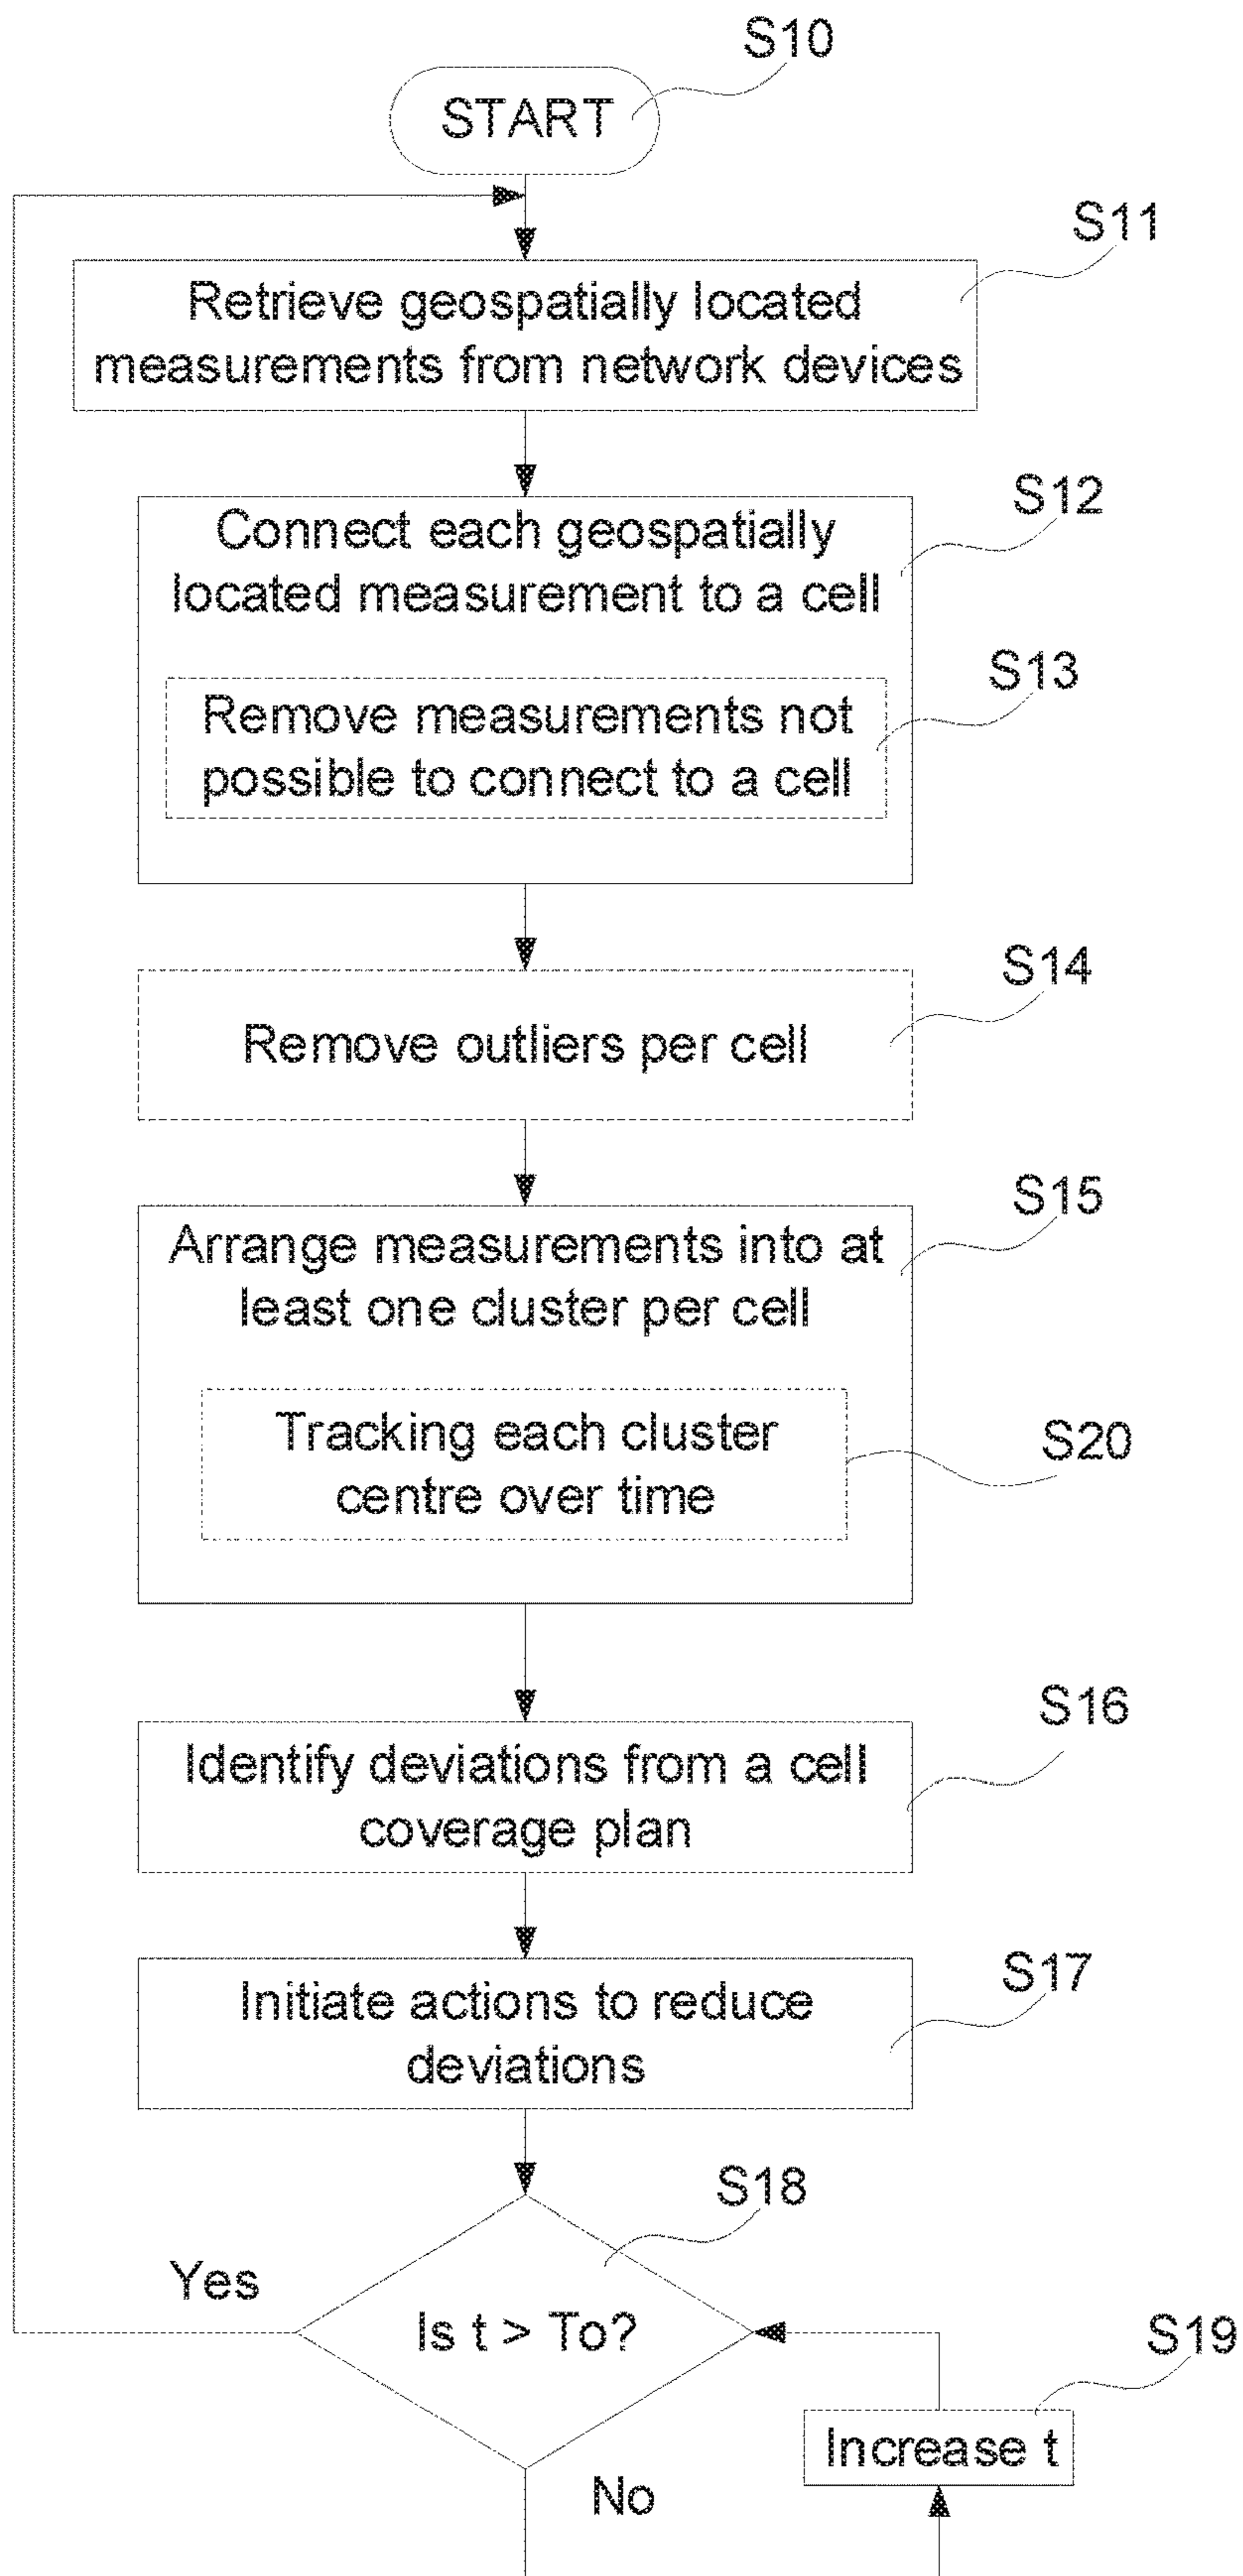 S10
START
S11
Retrieve geospatially located
measurements from network devices
S12
Connect each geospatially
located measurement to a cell
S13
Remove measurements not
possible to connect to a cell
S14
Remove outliers per cell
S15
Arrange measurements into at
least one cluster per cell
Tracking each cluster
centre over time
S20
S16
Identify deviations from a cell
coverage plan
S17
Initiate actions to reduce
deviations
S18
Yes
Is t > To?
S19
Increase t
No